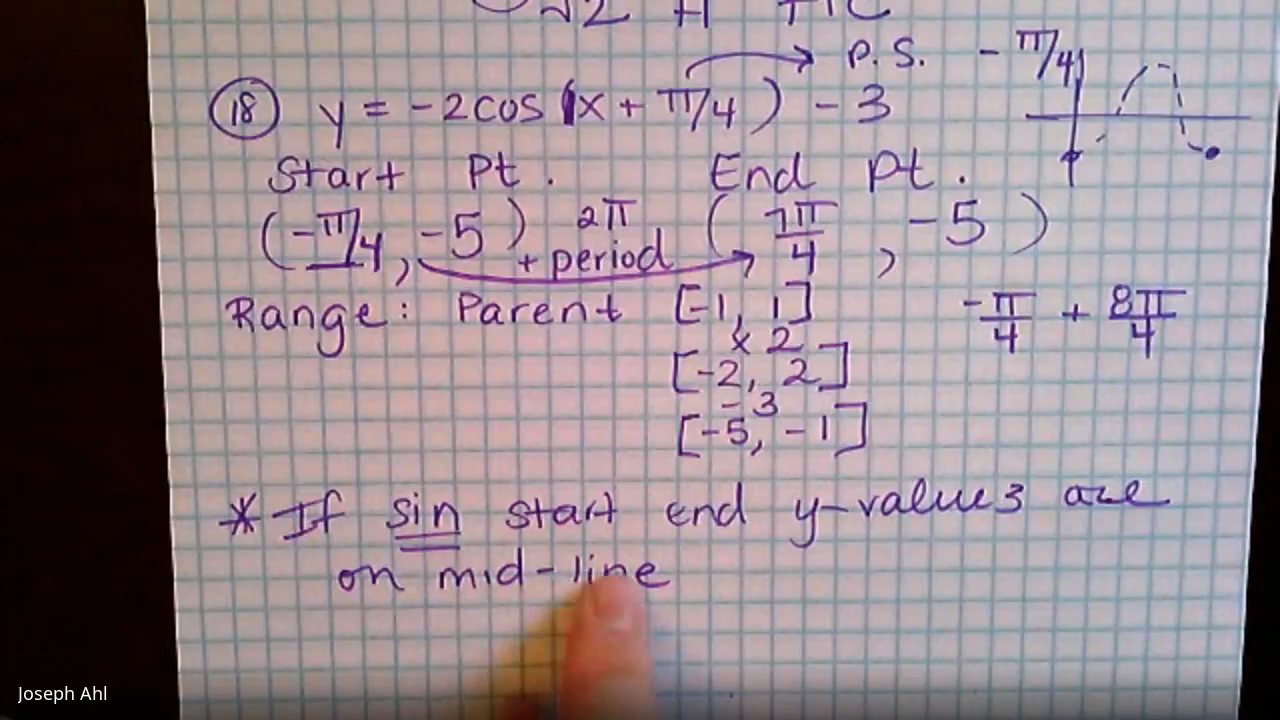 √2
P.S. - π/4
(18) y = -2cos(x + π/4) - 3
Start Pt. End Pt.
(-π/4, -5) 2π + period (7π/4, -5)
Range: Parent [-1, 1] -π/4 + 8π/4
x 2
[-2, 2]
-3
[-5, -1]
* If sin start end y-values are
on mid-line
Joseph Ahl